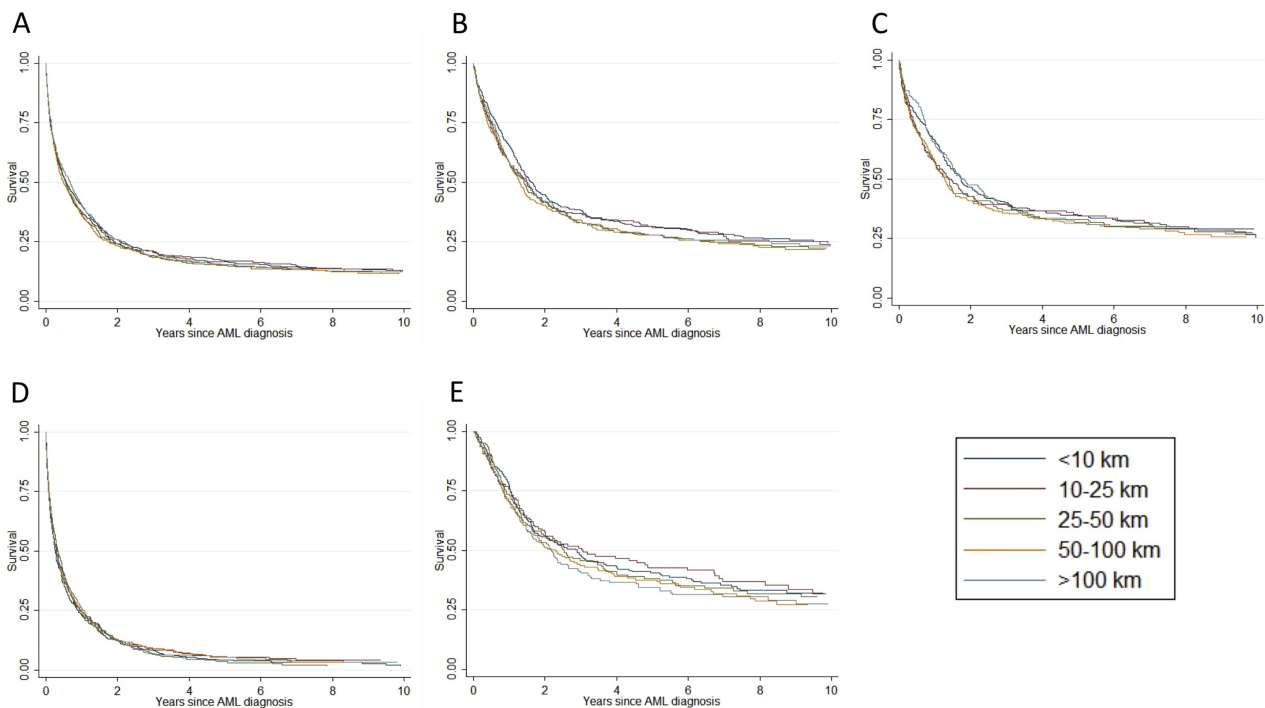 A
B
C
1.00
0.75
0.50
0.25
0.00
Survival
0 2 4 6 8 10
Years since AML diagnosis
1.00
0.75
0.50
0.25
0.00
Survival
0 2 4 6 8 10
Years since AML diagnosis
1.00
0.75
0.50
0.25
0.00
Survival
0 2 4 6 8 10
Years since AML diagnosis
D
E
1.00
0.75
0.50
0.25
0.00
Survival
0 2 4 6 8 10
Years since AML diagnosis
1.00
0.75
0.50
0.25
0.00
Survival
0 2 4 6 8 10
Years since AML diagnosis
<10 km
10-25 km
25-50 km
50-100 km
>100 km